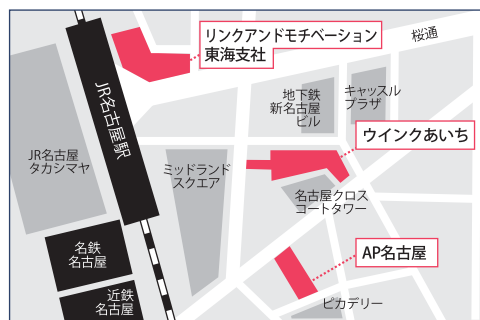 リンクアンドモチベーション
東海支社
桜通
JR名古屋駅
地下鉄
新名古屋
ビル
キャッスル
プラザ
ウインクあいち
JR名古屋
タカシマヤ
ミッドランド
スクエア
名古屋クロス
コートタワー
名鉄
名古屋
AP名古屋
近鉄
名古屋
ピカデリー